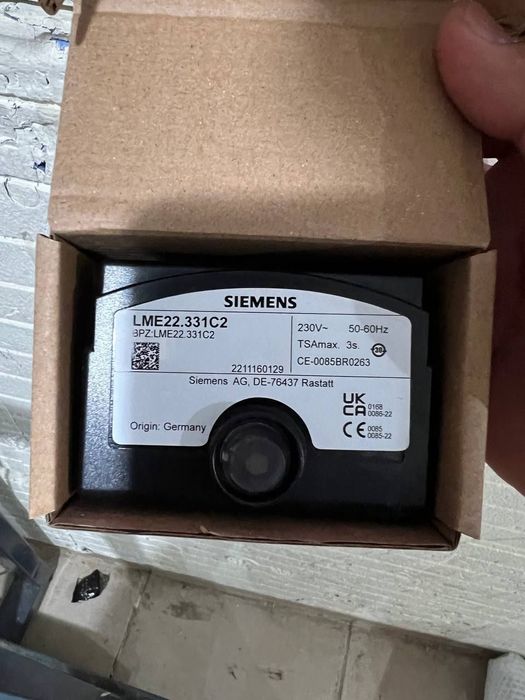 SIEMENS
LME22.331C2
BPZ:LME22.331C2
2211160129
230V~ 50-60Hz
TSAmax. 3s.
CE-0085BR0263
Siemens AG, DE-76437 Rastatt
Origin: Germany
UK
CA 0168
0086-22
CE 0085
0085-22